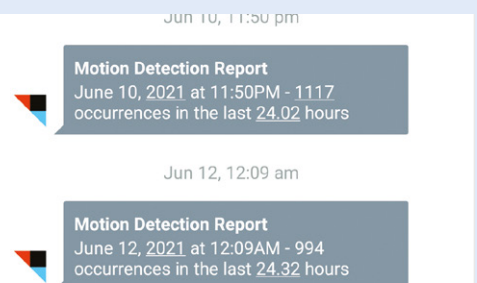 Jun 10, 11:50 pm
Motion Detection Report
June 10, 2021 at 11:50PM - 1117
occurrences in the last 24.02 hours
Jun 12, 12:09 am
Motion Detection Report
June 12, 2021 at 12:09AM - 994
occurrences in the last 24.32 hours